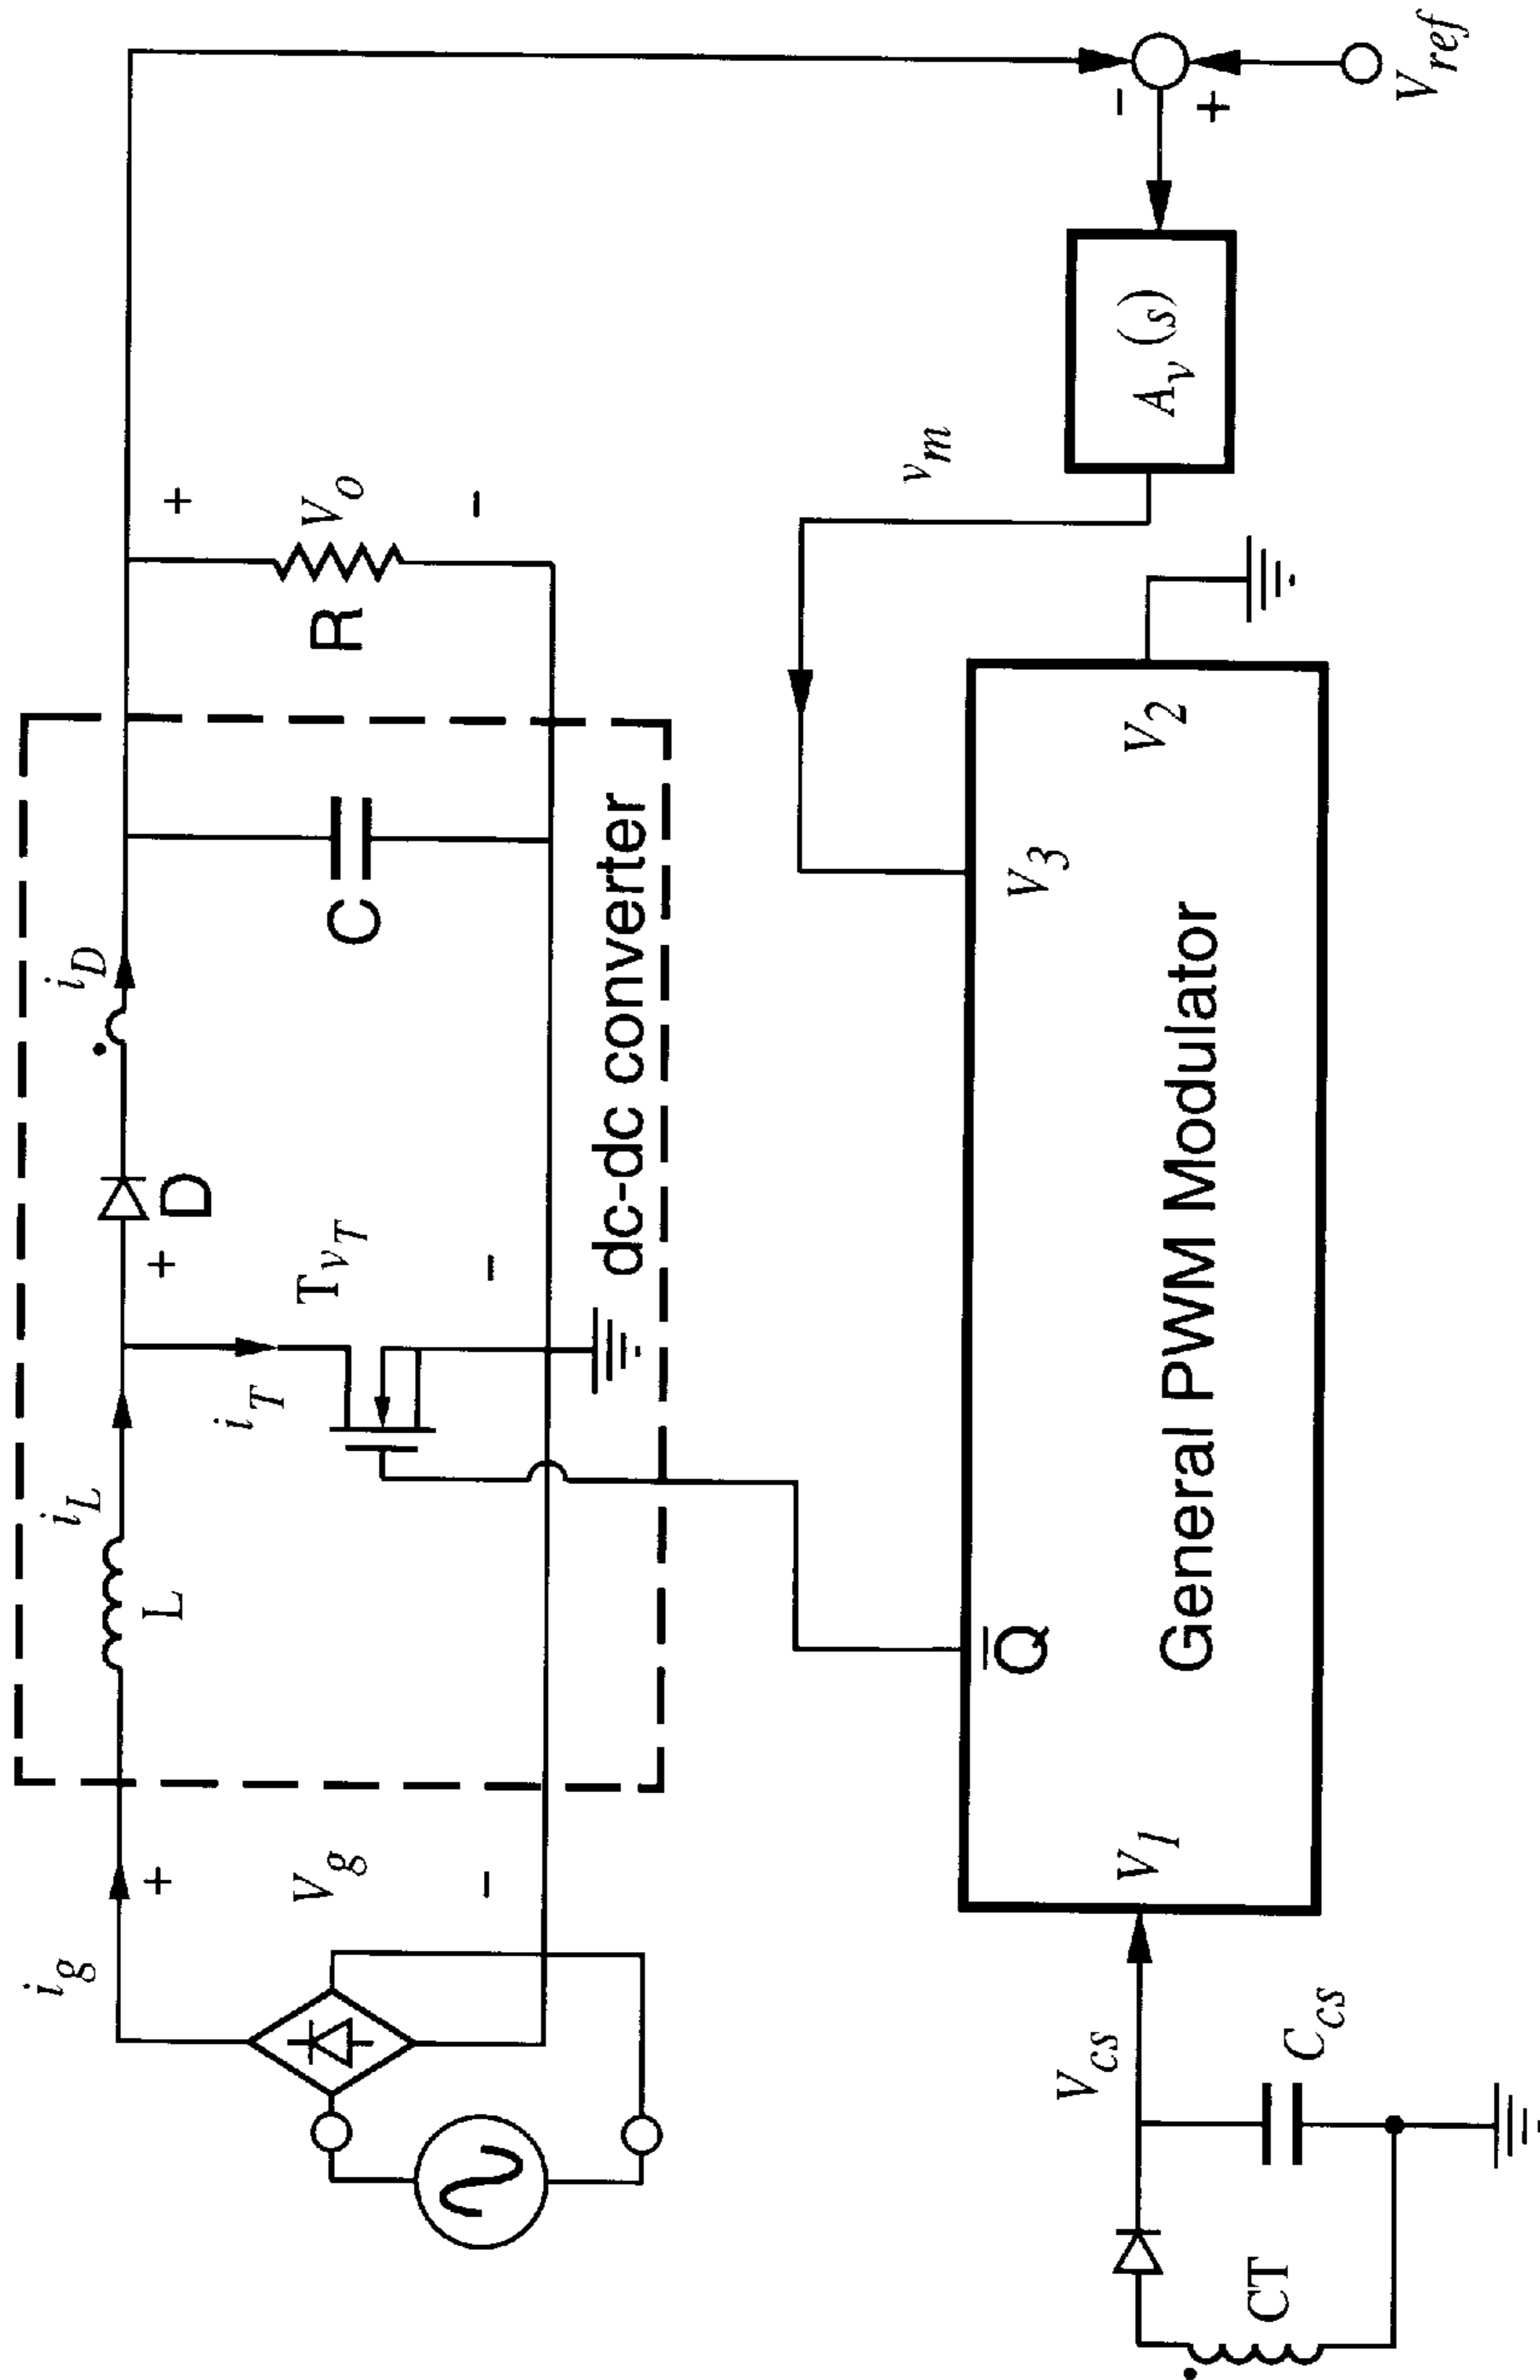 i_g
+
V_g
-
L
i_L
i_T
T
v_T
+
-
D
i_D
C
dc-dc converter
R
+
V_o
-
-
+
V_ref
A_v(s)
v_m
Q̅
V_3
V_1
V_2
General PWM Modulator
V_cs
C_cs
CT